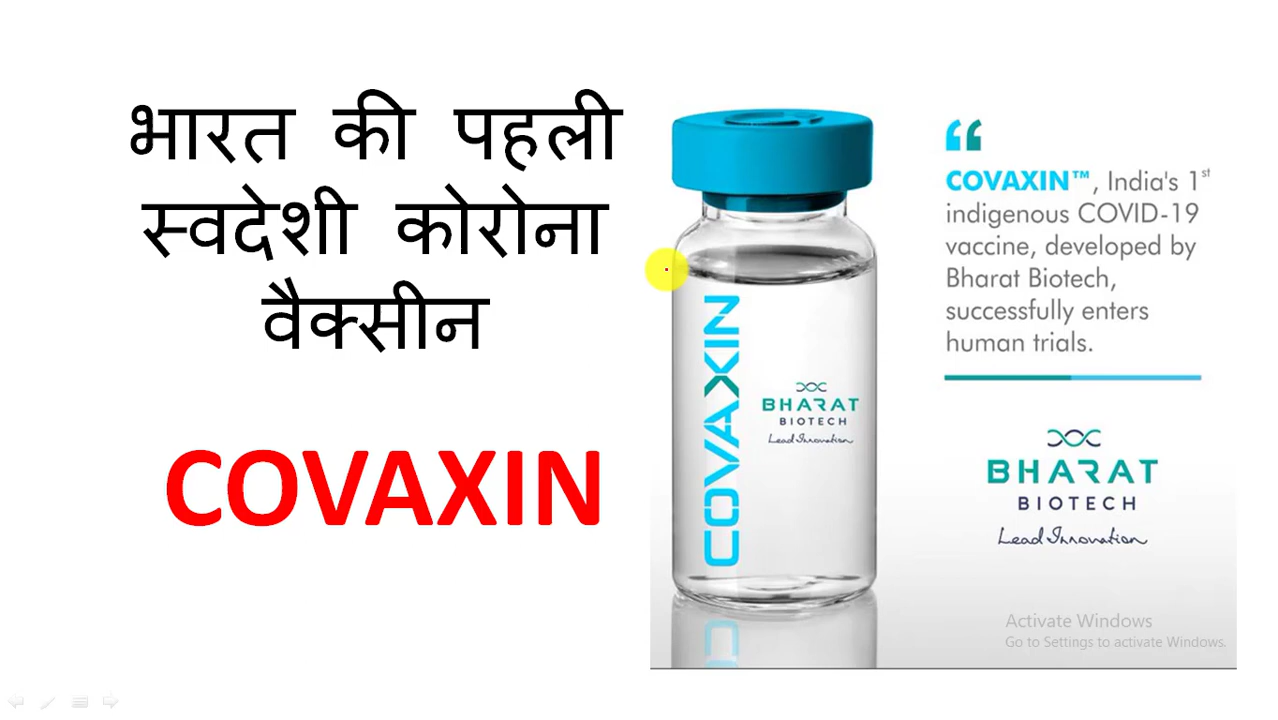 भारत की पहली
स्वदेशी कोरोना
वैक्सीन
COVAXIN
COVAXIN
BHARAT
BIOTECH
Lead Innovation
“
COVAXIN™, India's 1st
indigenous COVID-19
vaccine, developed by
Bharat Biotech,
successfully enters
human trials.
BHARAT
BIOTECH
Lead Innovation
Activate Windows
Go to Settings to activate Windows.